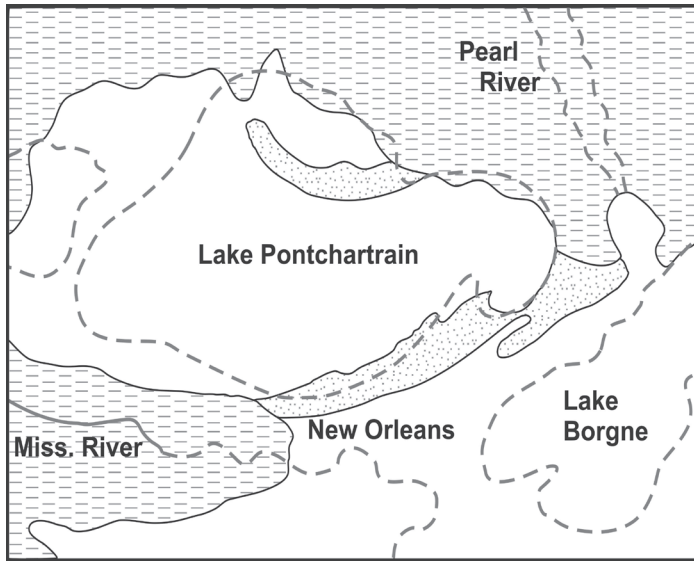 Pearl
River
Lake Pontchartrain
Lake
Borgne
New Orleans
Miss. River